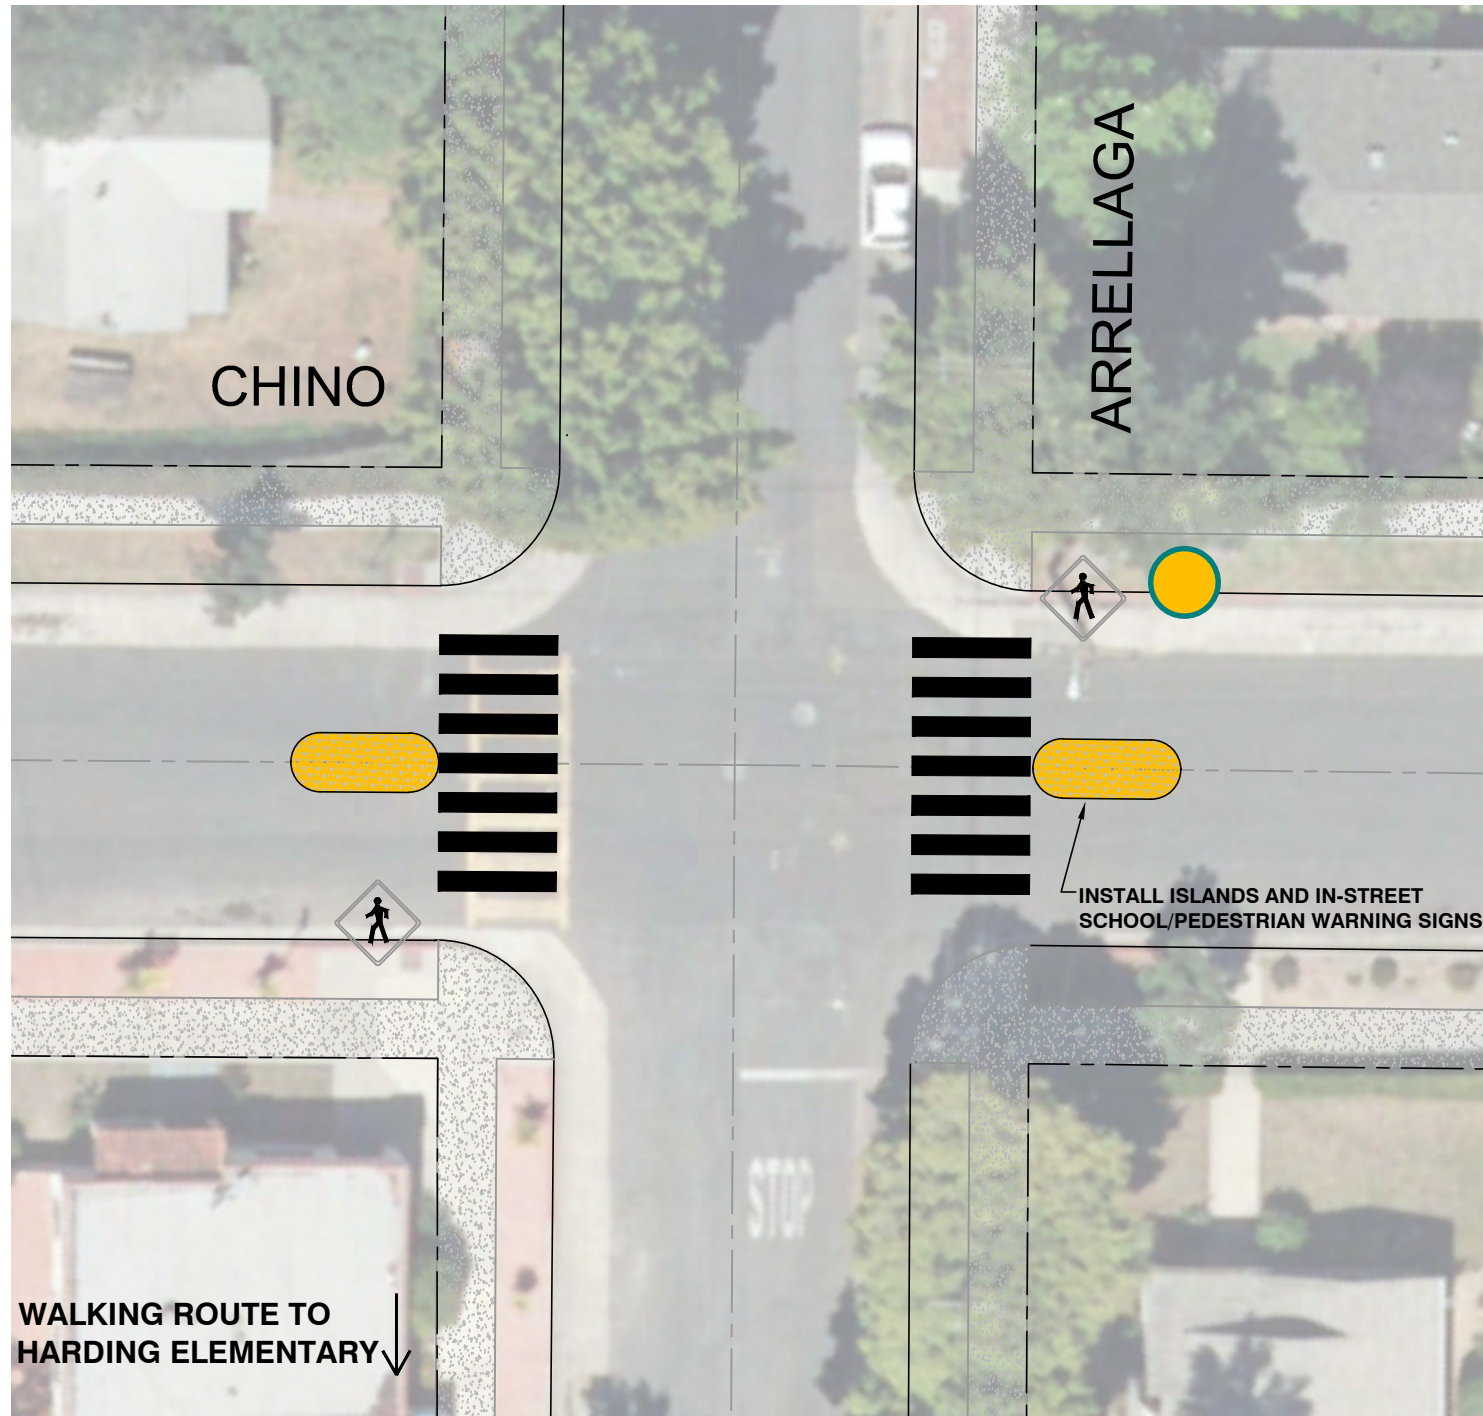 ARRELLAGA
CHINO
INSTALL ISLANDS AND IN-STREET
SCHOOL/PEDESTRIAN WARNING SIGNS
STOP
WALKING ROUTE TO
HARDING ELEMENTARY